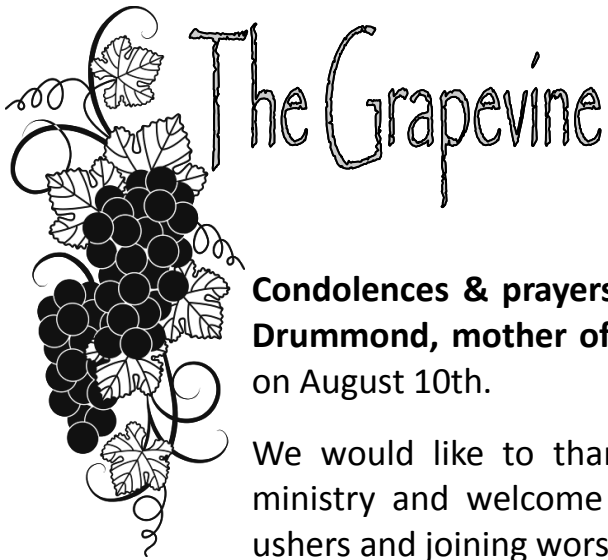 The Grapevine
Condolences & prayers
Drummond, mother of
on August 10th.
We would like to than
ministry and welcome
ushers and joining wors